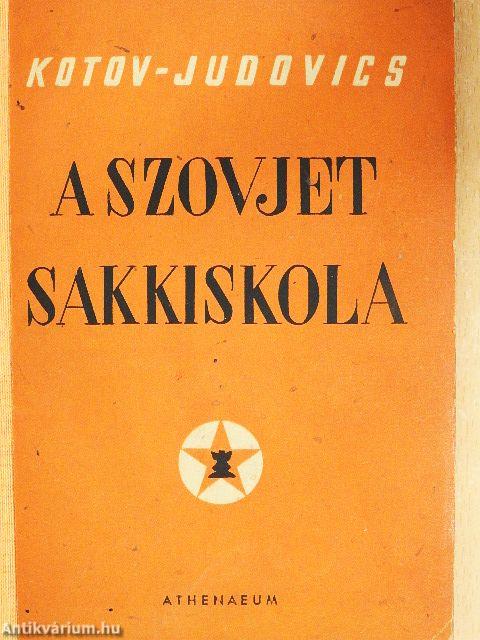 KOTOV-JUDOVICS
A SZOVJET
SAKKISKOLA
ATHENAEUM
Antikvárium.hu